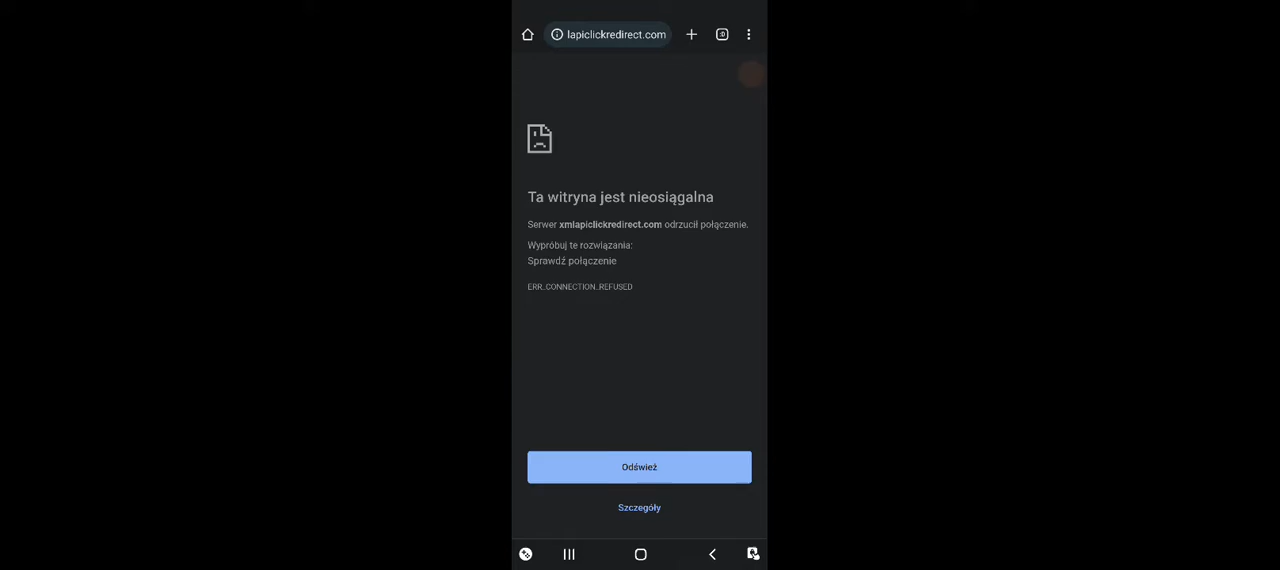 lapiclickredirect.com
:D
Ta witryna jest nieosiągalna
Serwer xmlapiclickredirect.com odrzucił połączenie.
Wypróbuj te rozwiązania:
Sprawdź połączenie
ERR_CONNECTION_REFUSED
Odśwież
Szczegóły